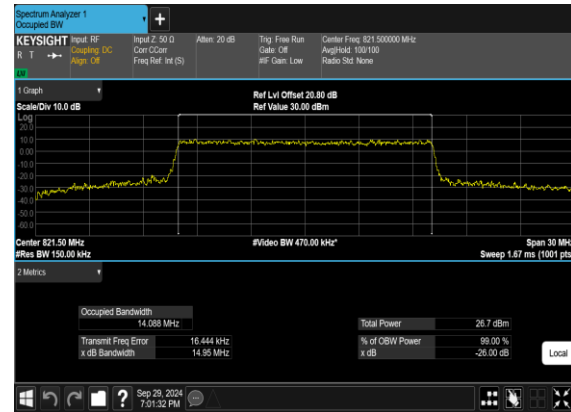 Spectrum Analyzer 1
Occupied BW
+
KEYSIGHT Input: RF Input Z: 50 Ω Atten: 20 dB Trig: Free Run Center Freq: 821.500000 MHz
R T Coupling: DC Corr CCorr Gate: Off Avg|Hold: 100/100
Align: Off Freq Ref: Int (S) #IF Gain: Low Radio Std: None
LXI
1 Graph Ref Lvl Offset 20.80 dB
Scale/Div 10.0 dB Ref Value 30.00 dBm
Log
20.0
10.0
0.00
-10.0
-20.0
-30.0
-40.0
-50.0
-60.0
Center 821.50 MHz #Video BW 470.00 kHz* Span 30 MHz
#Res BW 150.00 kHz Sweep 1.67 ms (1001 pts
2 Metrics
Occupied Bandwidth
14.088 MHz Total Power 26.7 dBm
Transmit Freq Error 16.444 kHz % of OBW Power 99.00 %
x dB Bandwidth 14.95 MHz x dB -26.00 dB
Local
? Sep 29, 2024
7:01:32 PM